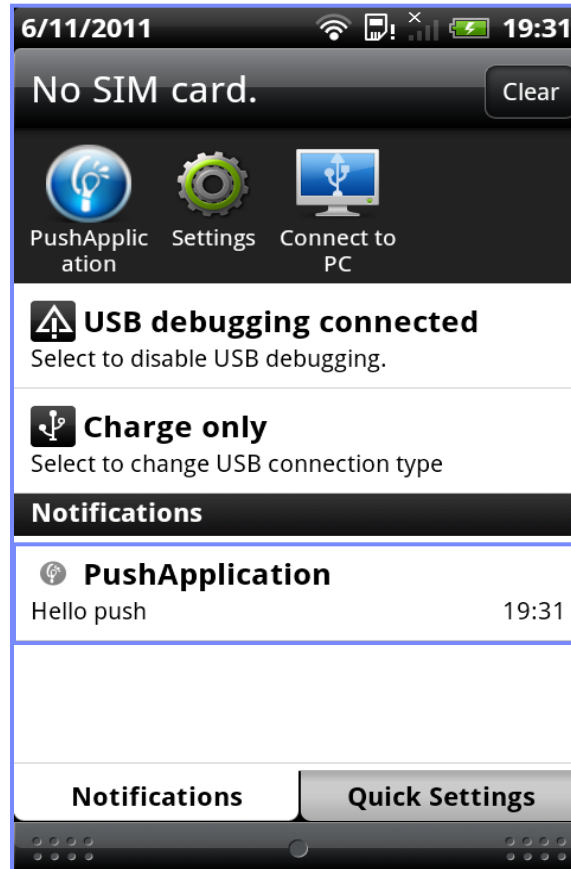 6/11/2011 19:31
No SIM card. Clear
PushApplic
ation
Settings
Connect to
PC
USB debugging connected
Select to disable USB debugging.
Charge only
Select to change USB connection type
Notifications
PushApplication
Hello push 19:31
Notifications Quick Settings